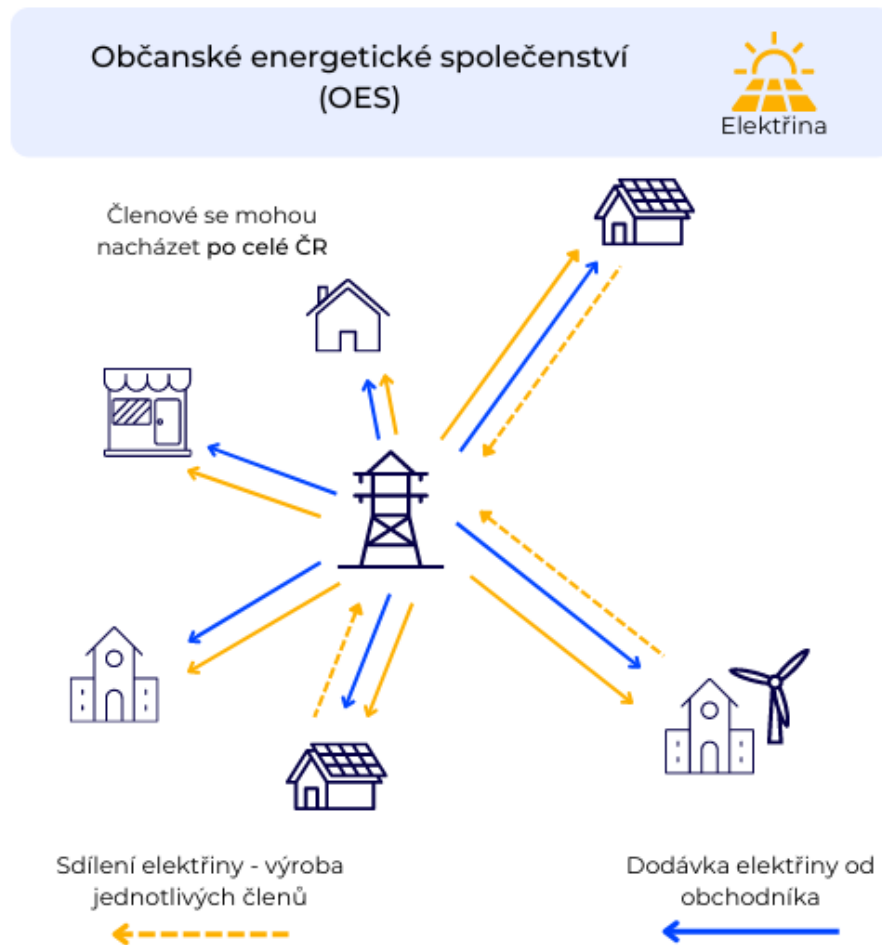 Občanské energetické společenství
(OES)
Elektřina
Členové se mohou
nacházet po celé ČR
Sdílení elektřiny - výroba
jednotlivých členů
Dodávka elektřiny od
obchodníka